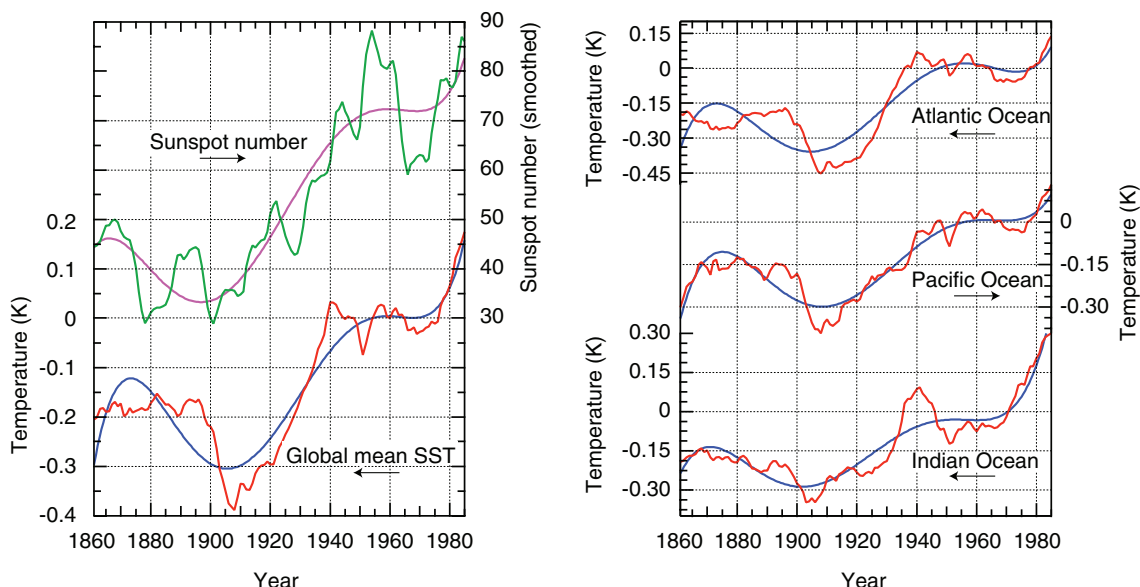 90
80
70
60
50
40
30
Sunspot number (smoothed)
Sunspot number
0.2
0.1
0
-0.1
-0.2
-0.3
-0.4
Temperature (K)
Global mean SST
1860 1880 1900 1920 1940 1960 1980
Year
0.15
0
-0.15
-0.30
-0.45
Temperature (K)
Atlantic Ocean
0
-0.15
-0.30
Temperature (K)
Pacific Ocean
0.30
0.15
0
-0.15
-0.30
Temperature (K)
Indian Ocean
1860 1880 1900 1920 1940 1960 1980
Year